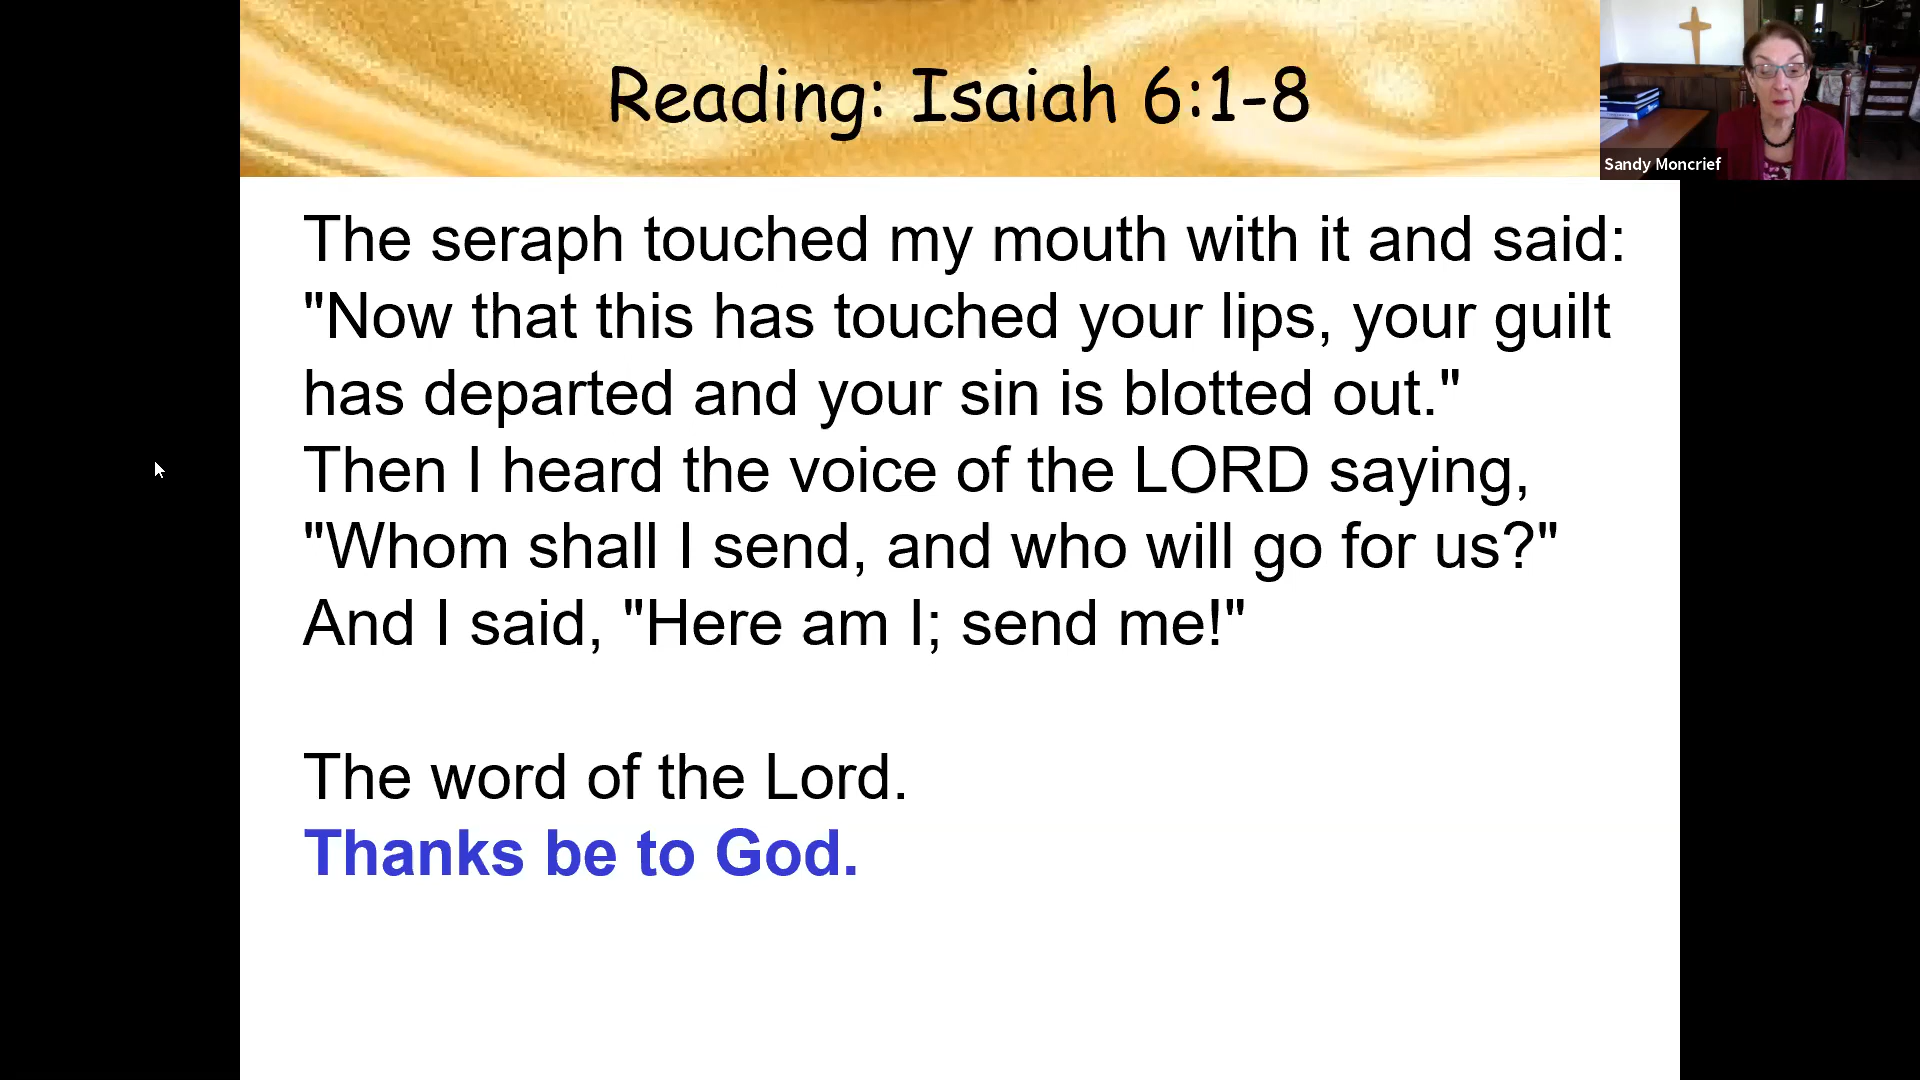 Reading: Isaiah 6:1-8
Sandy Moncrief
The seraph touched my mouth with it and said:
"Now that this has touched your lips, your guilt
has departed and your sin is blotted out."
Then I heard the voice of the LORD saying,
"Whom shall I send, and who will go for us?"
And I said, "Here am I; send me!"
The word of the Lord.
Thanks be to God.